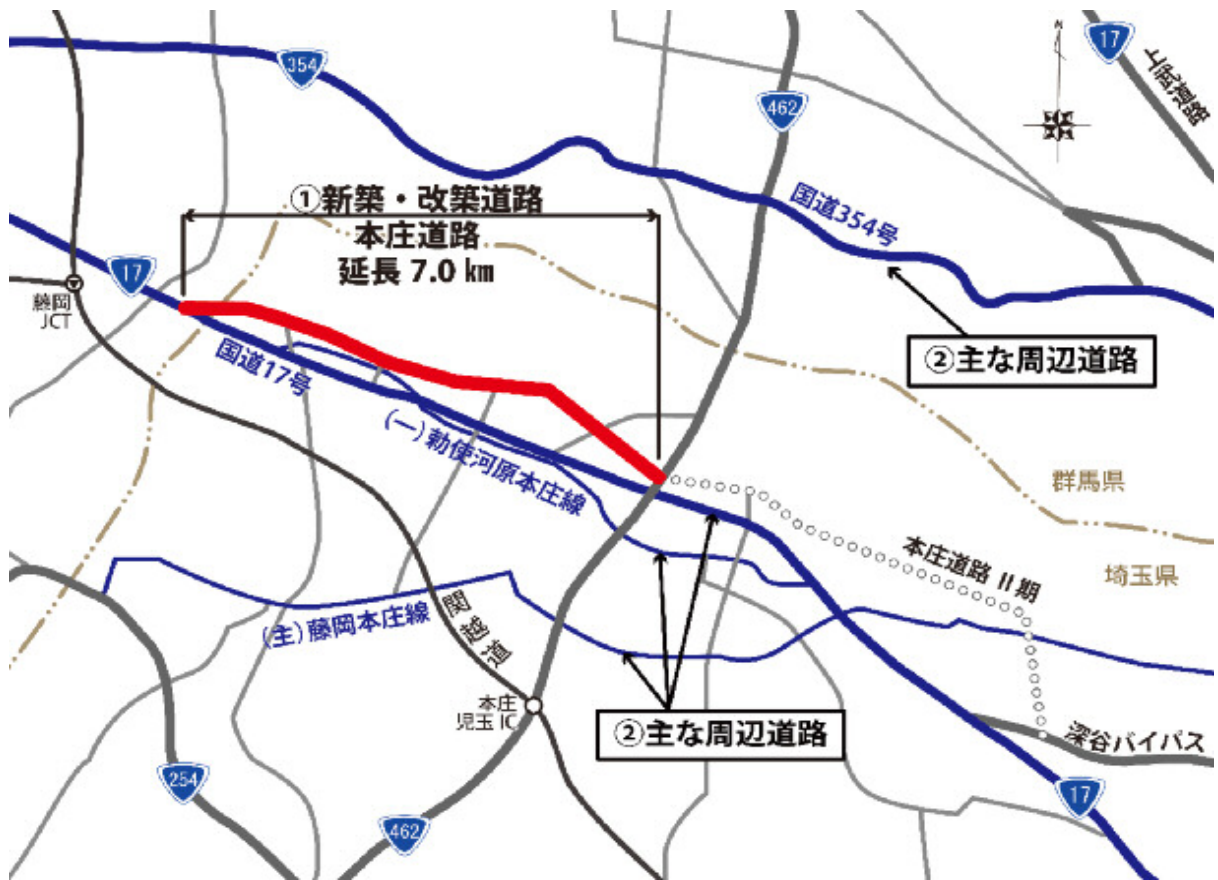 354
462
N
17
上武道路
①新築・改築道路
本庄道路
延長 7.0 ㎞
国道354号
17
藤岡
JCT
国道17号
②主な周辺道路
(一)勅使河原本庄線
群馬県
本庄道路 Ⅱ期
埼玉県
(主)藤岡本庄線
関越道
本庄
児玉 IC
②主な周辺道路
深谷バイパス
254
462
17